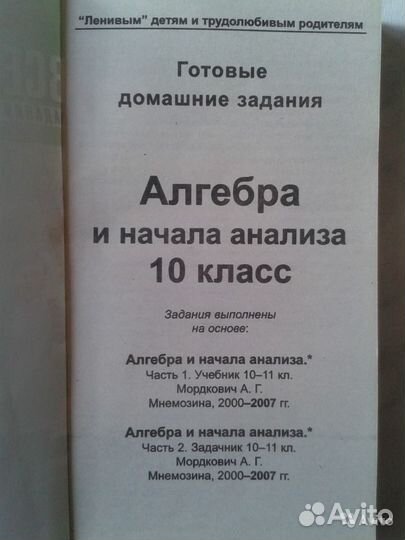 "Ленивым" детям и трудолюбивым родителям
Готовые
домашние задания
Алгебра
и начала анализа
10 класс
Задания выполнены
на основе:
Алгебра и начала анализа.*
Часть 1. Учебник 10–11 кл.
Мордкович А. Г.
Мнемозина, 2000–2007 гг.
Алгебра и начала анализа.*
Часть 2. Задачник 10–11 кл.
Мордкович А. Г.
Мнемозина, 2000–2007 гг.
Avito